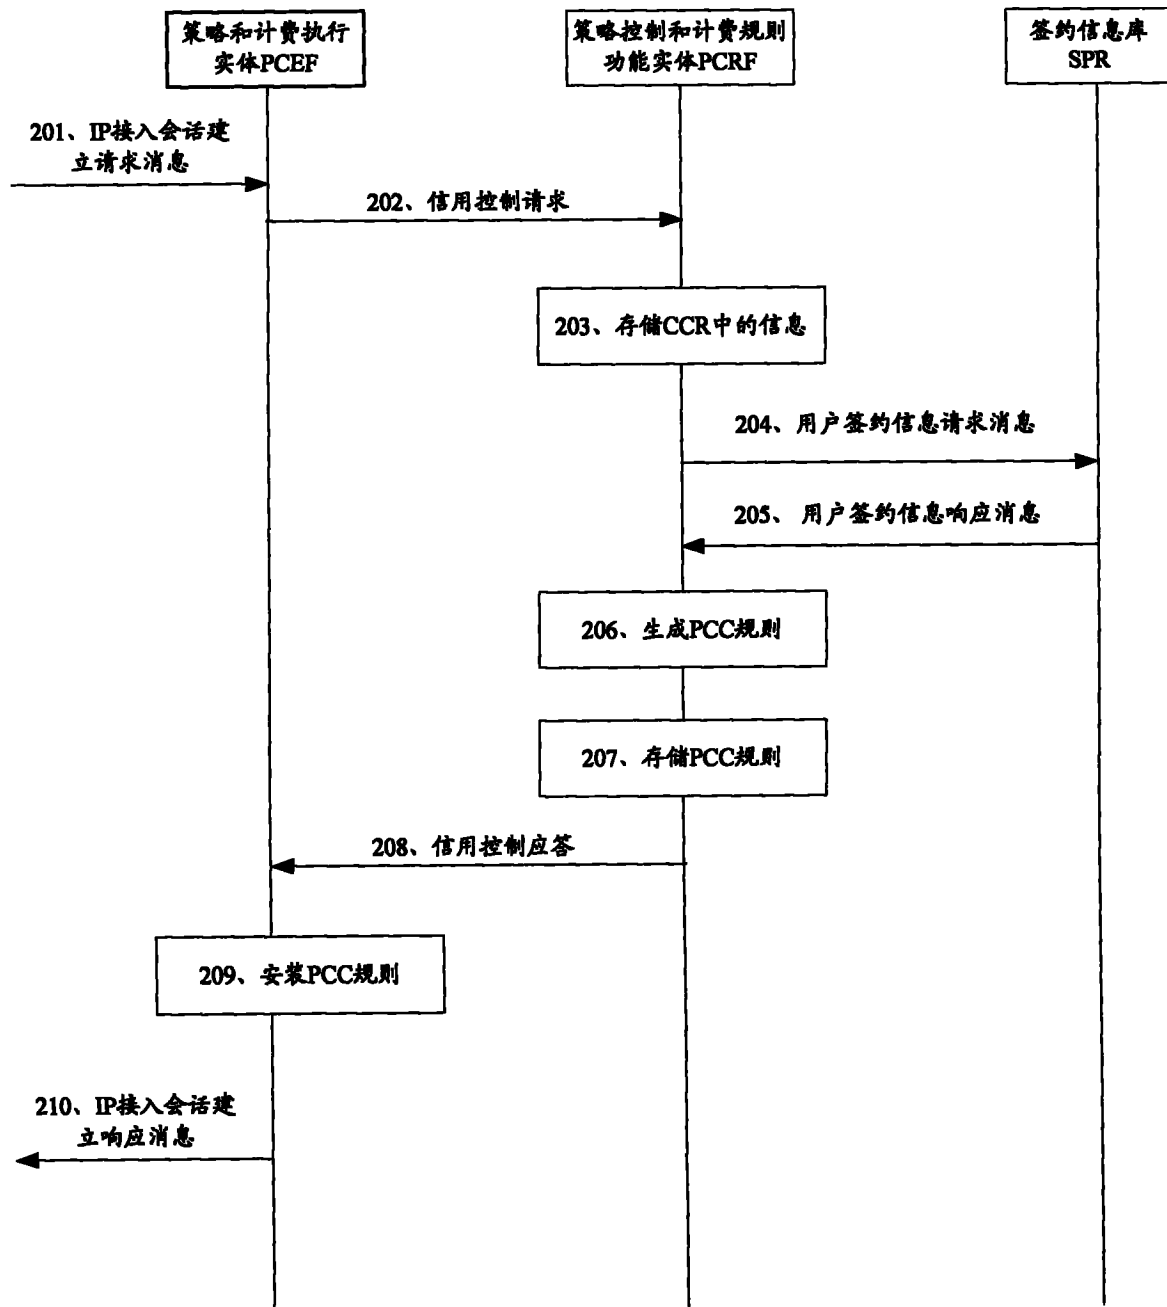 策略和计费执行
实体PCEF
策略控制和计费规则
功能实体PCRF
签约信息库
SPR
201、IP接入会话建
立请求消息
202、信用控制请求
203、存储CCR中的信息
204、用户签约信息请求消息
205、 用户签约信息响应消息
206、生成PCC规则
207、存储PCC规则
208、信用控制应答
209、安装PCC规则
210、IP接入会话建
立响应消息